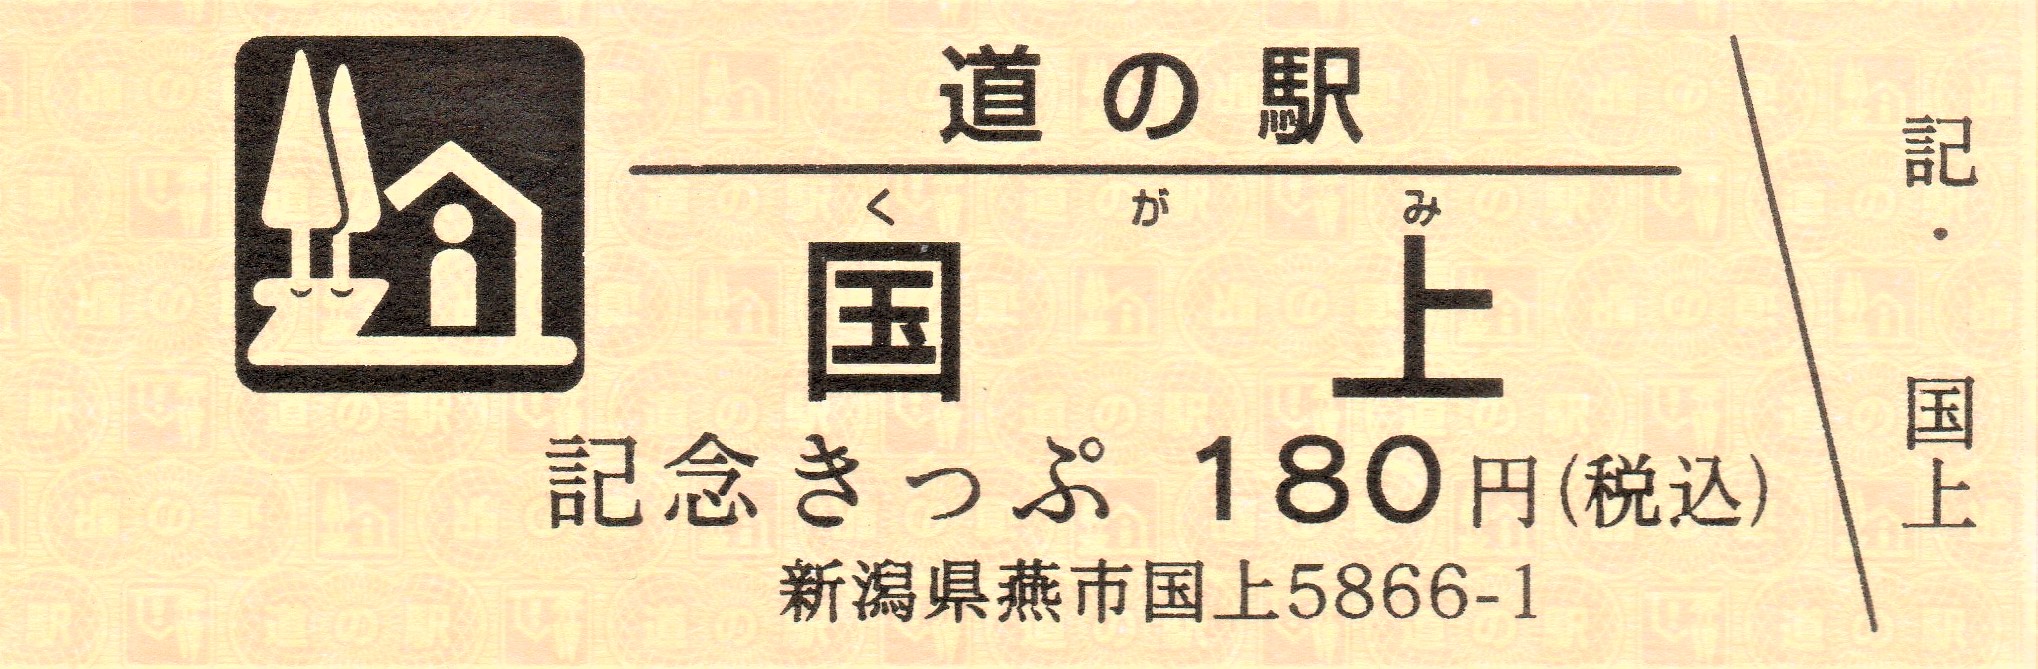 道の駅
くがみ
国上
記念きっぷ 180円(税込)
新潟県燕市国上5866-1
記・国上